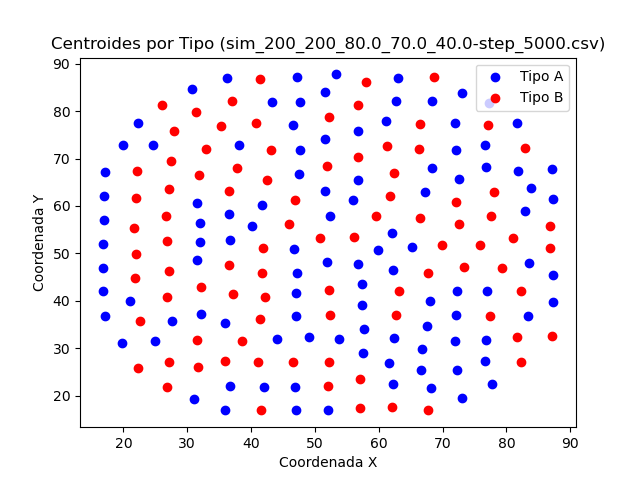 Centroides por Tipo (sim_200_200_80.0_70.0_40.0-step_5000.csv)
Tipo A
Tipo B
90
80
70
60
50
40
30
20
Coordenada Y
20 30 40 50 60 70 80 90
Coordenada X